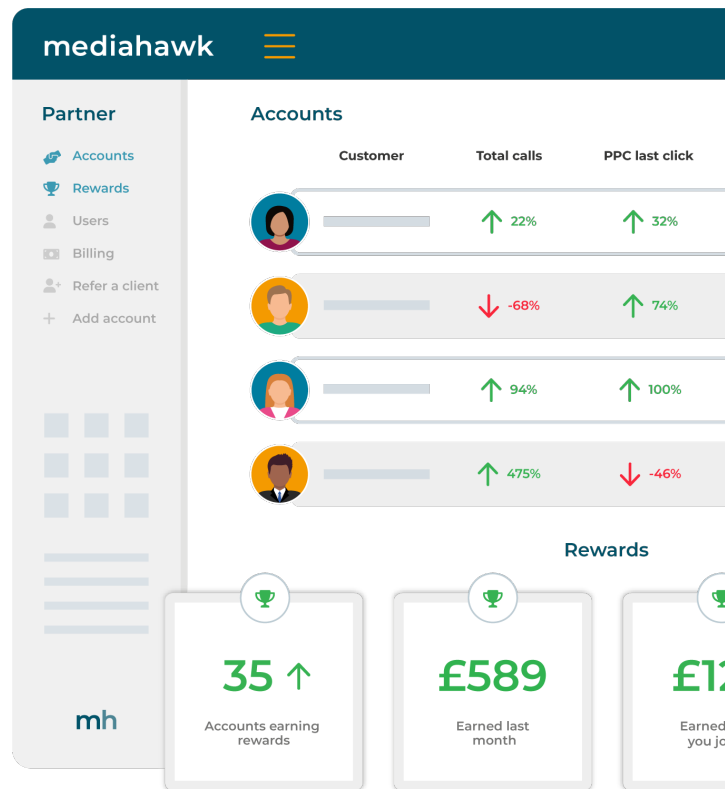 mediahawk
Partner
Accounts
Rewards
Users
Billing
Refer a client
Add account
mh
Accounts
Customer Total calls PPC last click
22% 32%
-68% 74%
94% 100%
475% -46%
Rewards
35
Accounts earning
rewards
£589
Earned last
month
Earned
you